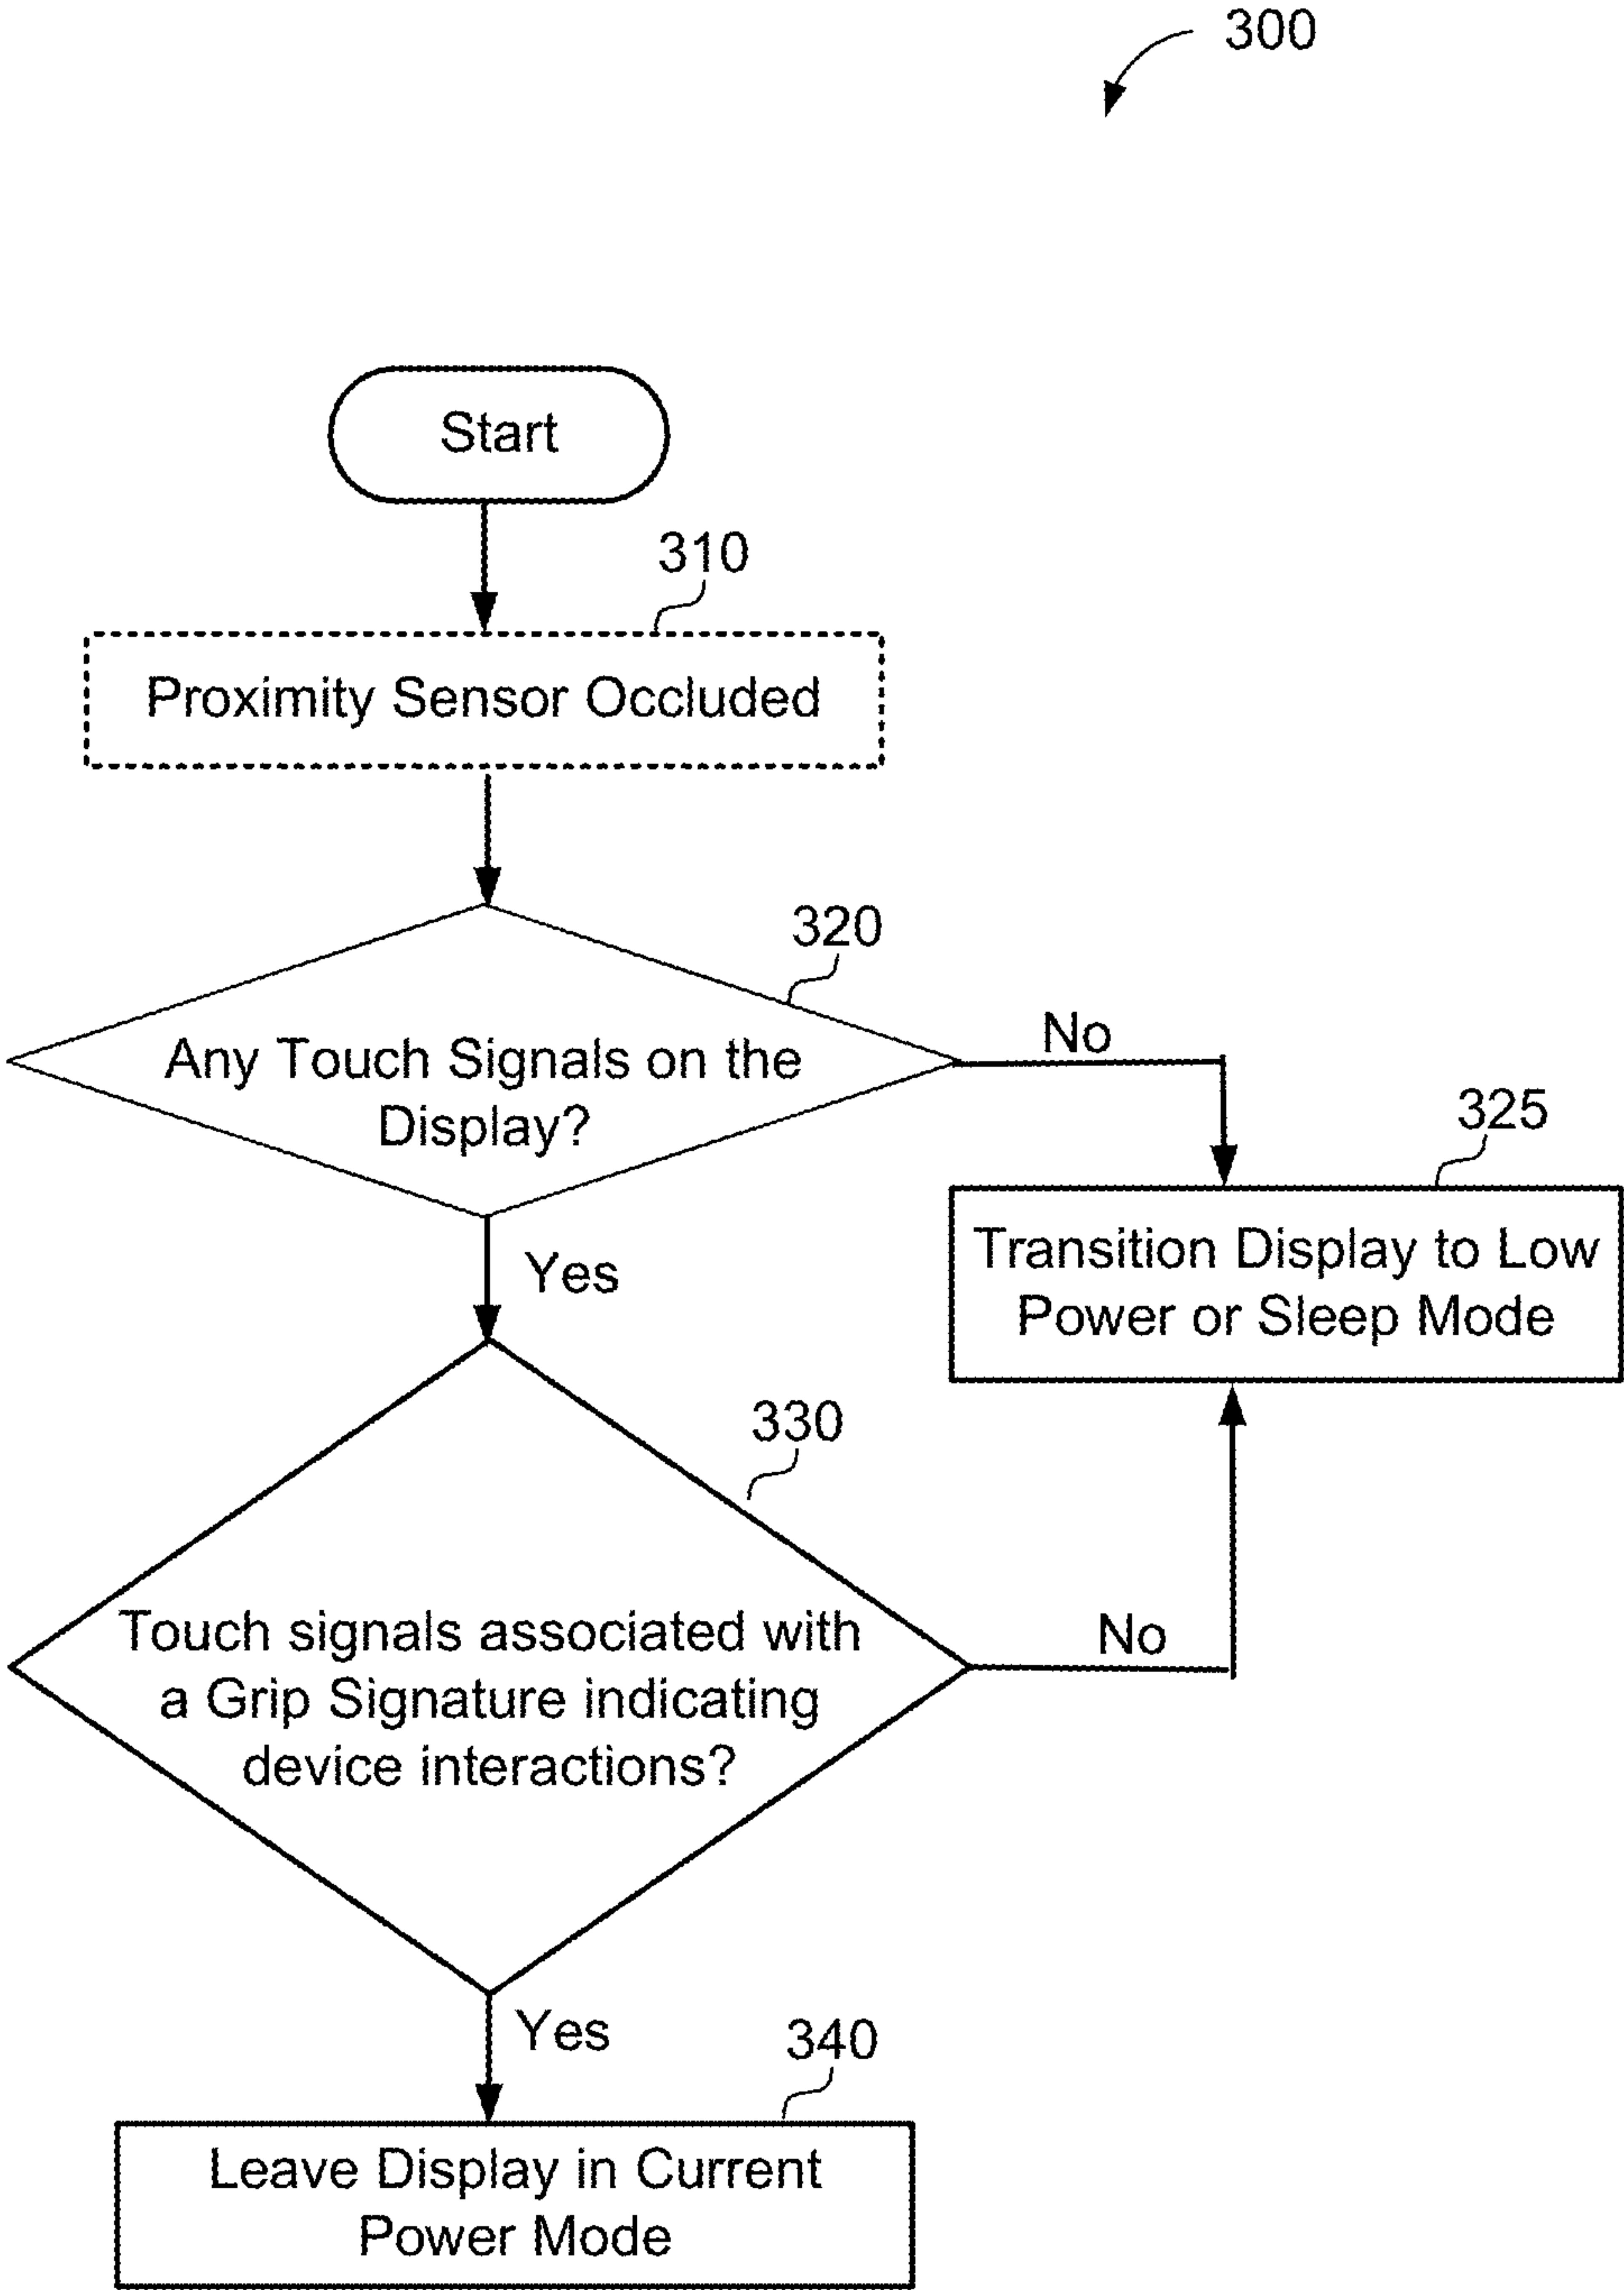 300
Start
310
Proximity Sensor Occluded
320
Any Touch Signals on the
Display?
No
325
Transition Display to Low
Power or Sleep Mode
Yes
330
Touch signals associated with
a Grip Signature indicating
device interactions?
No
Yes
340
Leave Display in Current
Power Mode